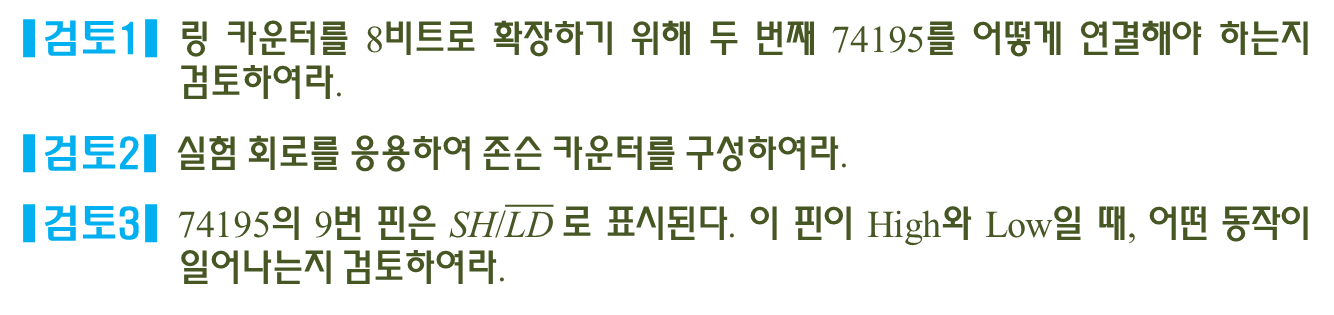 검토1 링 카운터를 8비트로 확장하기 위해 두 번째 74195를 어떻게 연결해야 하는지
검토하여라.
검토2 실험 회로를 응용하여 존슨 카운터를 구성하여라.
검토3 74195의 9번 핀은 SH/L̅D̅ 로 표시된다. 이 핀이 High와 Low일 때, 어떤 동작이
일어나는지 검토하여라.